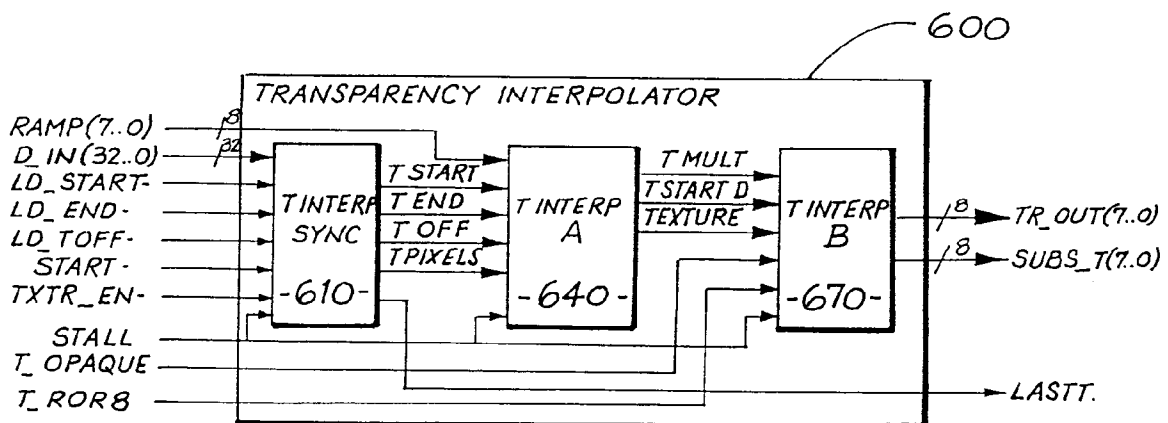 600
TRANSPARENCY INTERPOLATOR
RAMP(7..0)
8
D_IN(32..0)
32
LD_START-
LD_END-
LD_TOFF-
START-
TXTR_EN-
STALL
T_OPAQUE
T_ROR8
T INTERP
SYNC
-610-
T START
T END
T OFF
T PIXELS
T INTERP
A
-640-
T MULT
T START D
TEXTURE
T INTERP
B
-670-
8
TR_OUT(7..0)
8
SUBS_T(7..0)
LASTT.